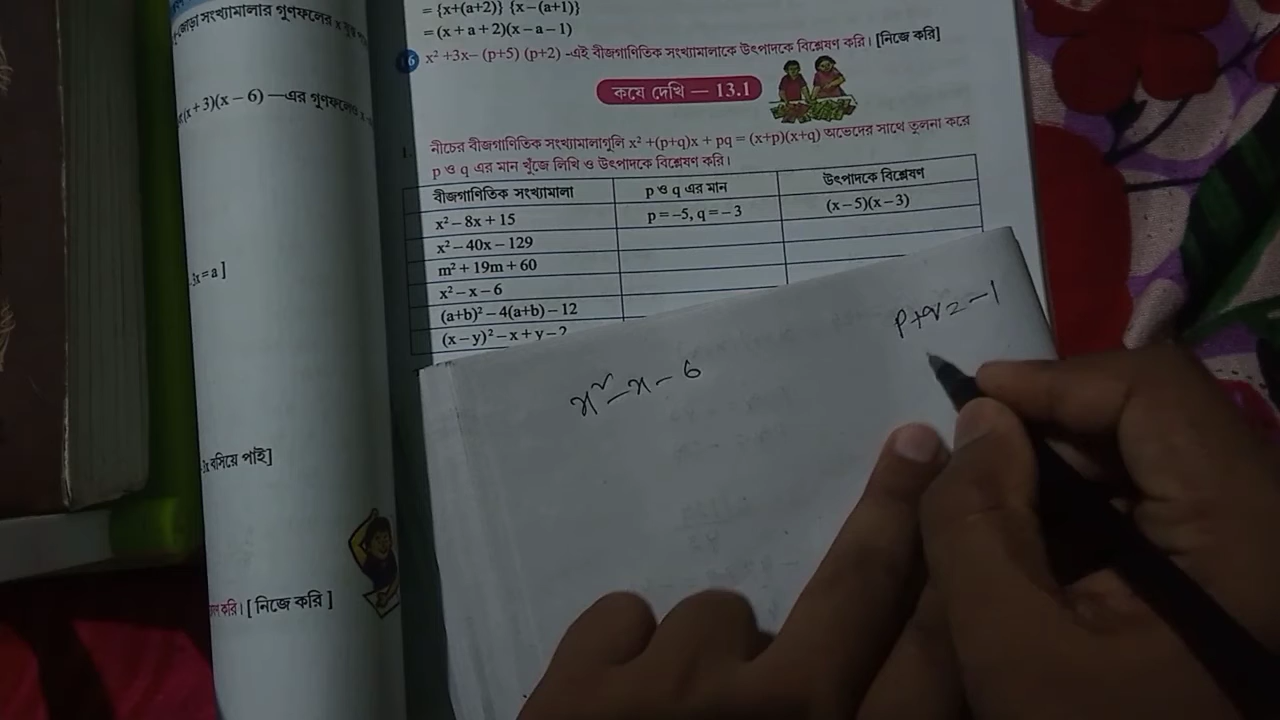 (x+3)(x-6)—এর
x=a]
বসিয়ে পাই]
করি। [ নিজে করি ]
= {x+(a+2)} {x−(a+1)}
= (x+a+2)(x−a−1)
x² +3x− (p+5) (p+2) -এই বীজগাণিতিক সংখ্যামালাকে উৎপাদকে বিশ্লেষণ করি। [নিজে করি]
কষে দেখি — 13.1
নীচের বীজগাণিতিক সংখ্যামালাগুলি x² +(p+q)x + pq = (x+p)(x+q) অভেদের সাথে তুলনা করে
p ও q এর মান খুঁজে লিখি ও উৎপাদকে বিশ্লেষণ করি।
বীজগাণিতিক সংখ্যামালা p ও q এর মান উৎপাদকে বিশ্লেষণ
x² − 8x + 15 p = −5, q = − 3 (x − 5)(x − 3)
x² − 40x − 129
m² + 19m + 60
x² − x − 6
(a+b)² − 4(a+b) − 12
(x − y)² − x + y − 2
p+q = −1
x² − x − 6